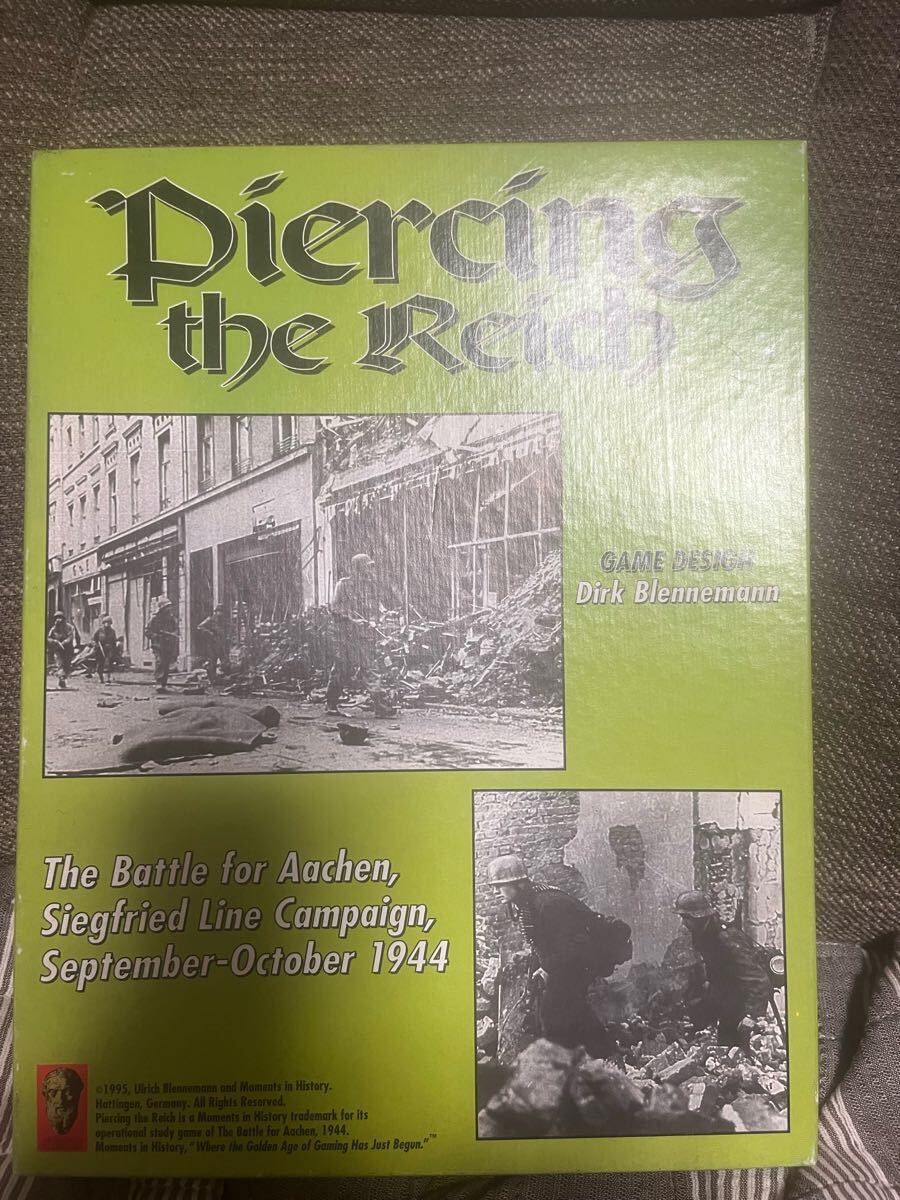 Piercing
the Reich
GAME DESIGN
Dirk Blennemann
The Battle for Aachen,
Siegfried Line Campaign,
September-October 1944
©1995, Ulrich Blennemann and Moments in History.
Hattingen, Germany. All Rights Reserved.
Piercing the Reich is a Moments in History trademark for its
operational study game of The Battle for Aachen, 1944.
Moments in History, "Where the Golden Age of Gaming Has Just Begun."™